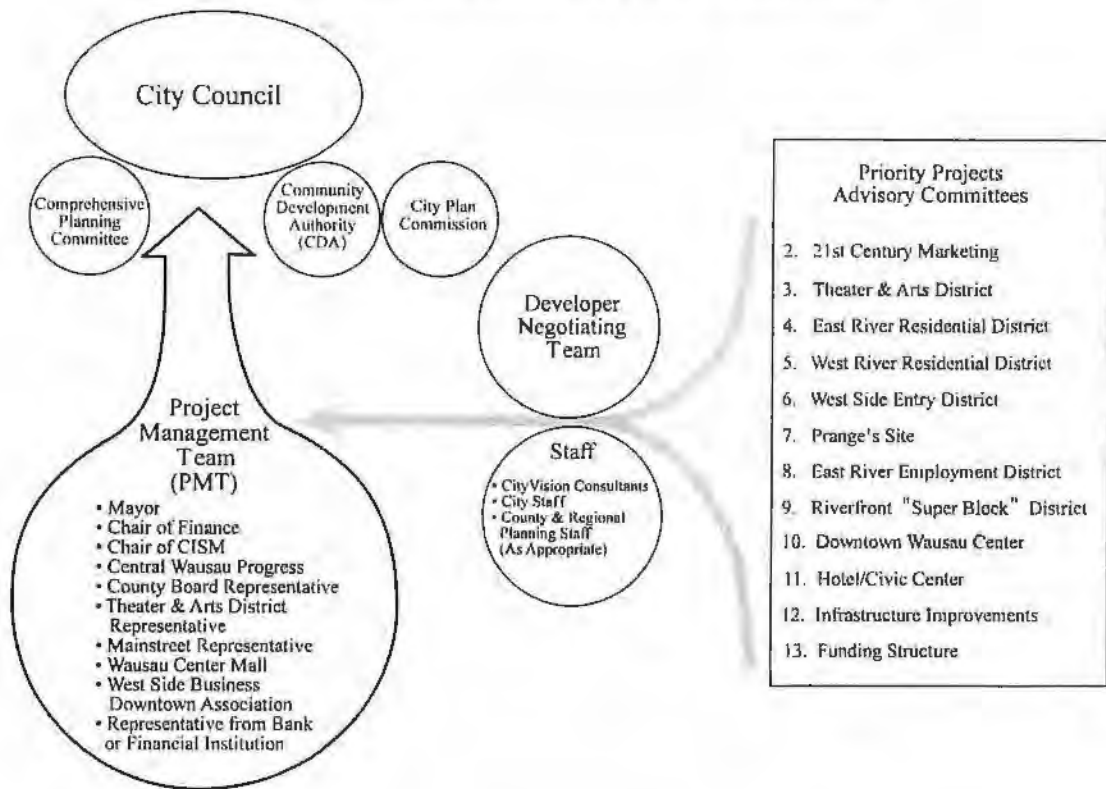 City Council
Comprehensive
Planning
Committee
Community
Development
Authority
(CDA)
City Plan
Commission
Developer
Negotiating
Team
Project
Management
Team
(PMT)
• Mayor
• Chair of Finance
• Chair of CISM
• Central Wausau Progress
• County Board Representative
• Theater & Arts District
Representative
• Mainstreet Representative
• Wausau Center Mall
• West Side Business
Downtown Association
• Representative from Bank
or Financial Institution
Staff
• CityVision Consultants
• City Staff
• County & Regional
Planning Staff
(As Appropriate)
Priority Projects
Advisory Committees
2. 21st Century Marketing
3. Theater & Arts District
4. East River Residential District
5. West River Residential District
6. West Side Entry District
7. Prange's Site
8. East River Employment District
9. Riverfront "Super Block" District
10. Downtown Wausau Center
11. Hotel/Civic Center
12. Infrastructure Improvements
13. Funding Structure